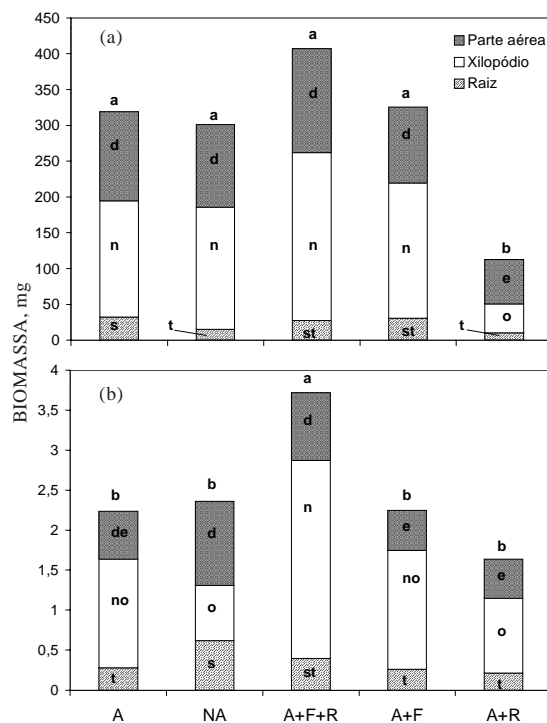 BIOMASSA, mg
(a)
450
400
350
300
250
200
150
100
50
0
Parte aérea
Xilopódio
Raiz
a a a a b
d d d d e
n n n n o
s t st st t
(b)
4
3,5
3
2,5
2
1,5
1
0,5
0
b b a b b
de d d e e
no o n no o
t s st t t
A NA A+F+R A+F A+R